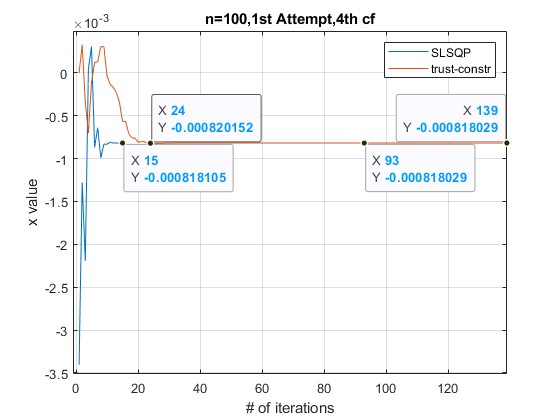 n=100,1st Attempt,4th cf
×10⁻³
SLSQP
trust-constr
X 24
Y -0.000820152
X 139
Y -0.000818029
X 15
Y -0.000818105
X 93
Y -0.000818029
0
-0.5
-1
-1.5
-2
-2.5
-3
-3.5
x value
0 20 40 60 80 100 120
# of iterations